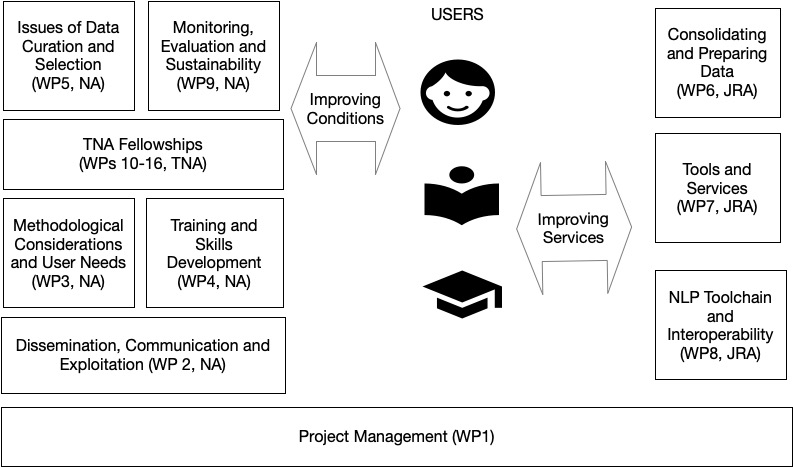 Issues of Data
Curation and
Selection
(WP5, NA)
Monitoring,
Evaluation and
Sustainability
(WP9, NA)
TNA Fellowships
(WPs 10-16, TNA)
Methodological
Considerations
and User Needs
(WP3, NA)
Training and
Skills
Development
(WP4, NA)
Dissemination, Communication and
Exploitation (WP 2, NA)
Improving
Conditions
USERS
Improving
Services
Consolidating
and Preparing
Data
(WP6, JRA)
Tools and
Services
(WP7, JRA)
NLP Toolchain
and
Interoperability
(WP8, JRA)
Project Management (WP1)